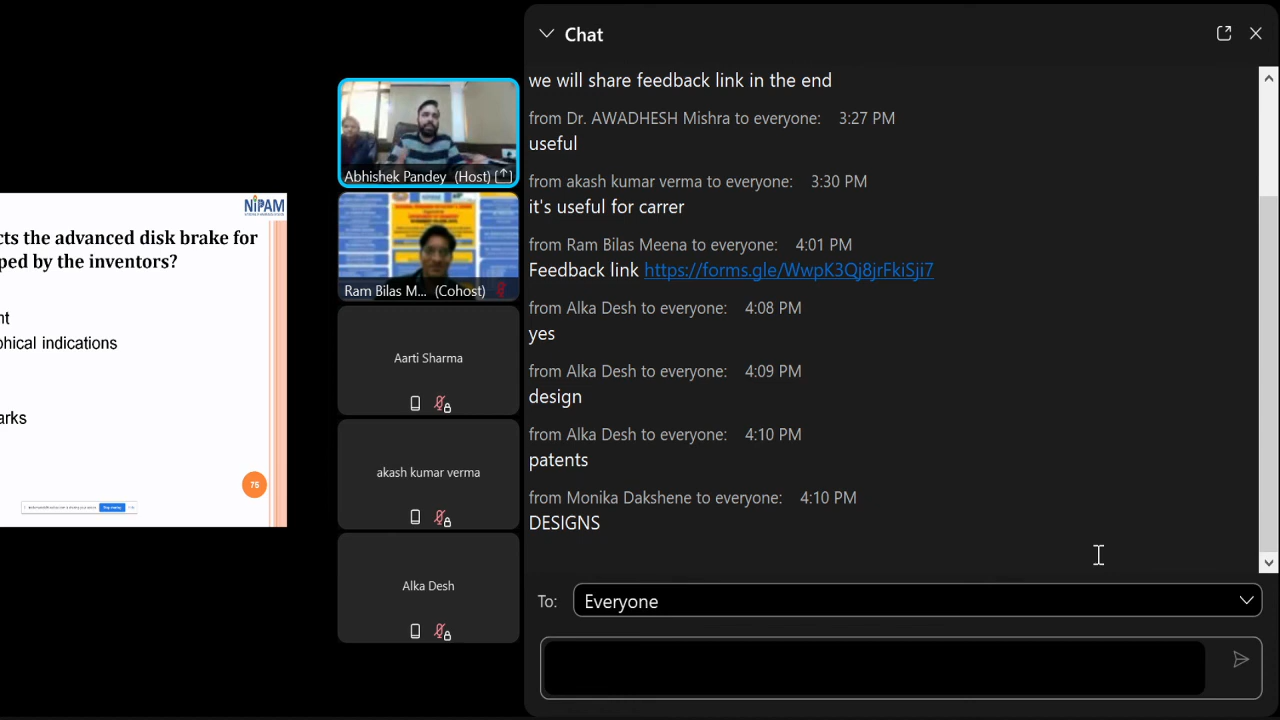 NiPAM
cts the advanced disk brake for
ped by the inventors?
nt
phical indications
arks
75
Abhishek Pandey (Host)
Ram Bilas M... (Cohost)
Aarti Sharma
akash kumar verma
Alka Desh
Chat
we will share feedback link in the end
from Dr. AWADHESH Mishra to everyone: 3:27 PM
useful
from akash kumar verma to everyone: 3:30 PM
it's useful for carrer
from Ram Bilas Meena to everyone: 4:01 PM
Feedback link https://forms.gle/WwpK3Qj8jrFkiSji7
from Alka Desh to everyone: 4:08 PM
yes
from Alka Desh to everyone: 4:09 PM
design
from Alka Desh to everyone: 4:10 PM
patents
from Monika Dakshene to everyone: 4:10 PM
DESIGNS
To: Everyone